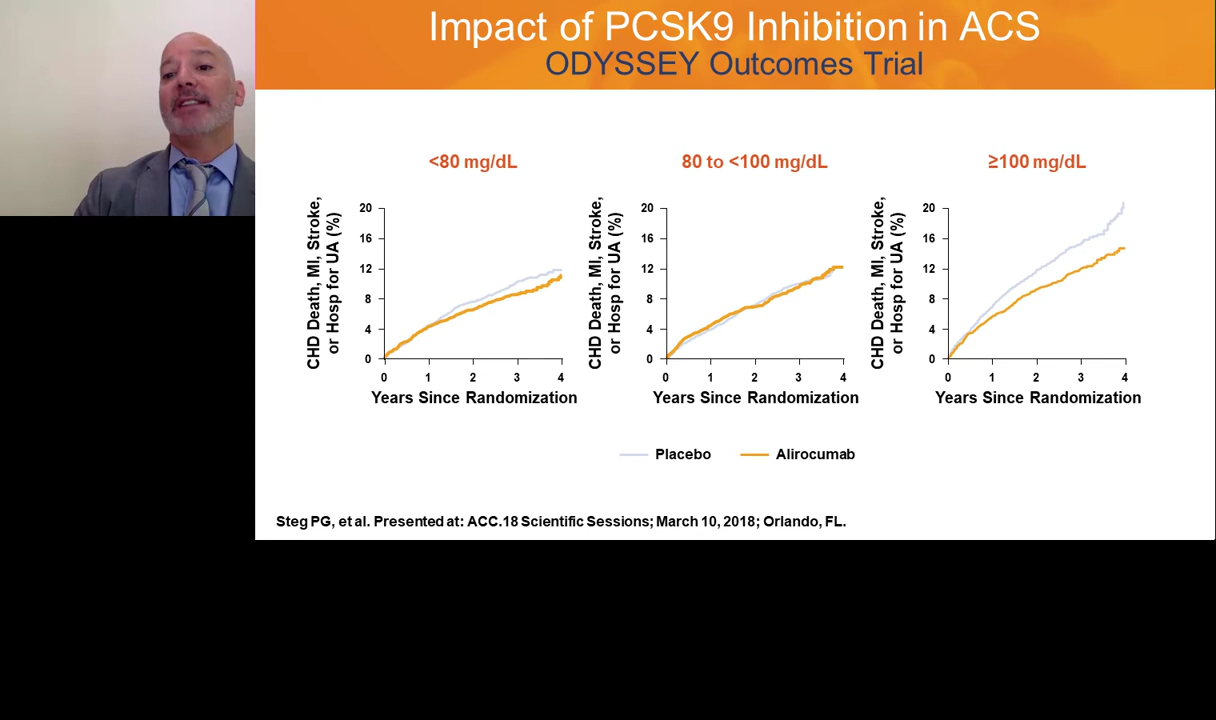 Impact of PCSK9 Inhibition in ACS
ODYSSEY Outcomes Trial
<80 mg/dL
CHD Death, MI, Stroke,
or Hosp for UA (%)
20
16
12
8
4
0
0 1 2 3 4
Years Since Randomization
80 to <100 mg/dL
CHD Death, MI, Stroke,
or Hosp for UA (%)
20
16
12
8
4
0
0 1 2 3 4
Years Since Randomization
≥100 mg/dL
CHD Death, MI, Stroke,
or Hosp for UA (%)
20
16
12
8
4
0
0 1 2 3 4
Years Since Randomization
Placebo Alirocumab
Steg PG, et al. Presented at: ACC.18 Scientific Sessions; March 10, 2018; Orlando, FL.